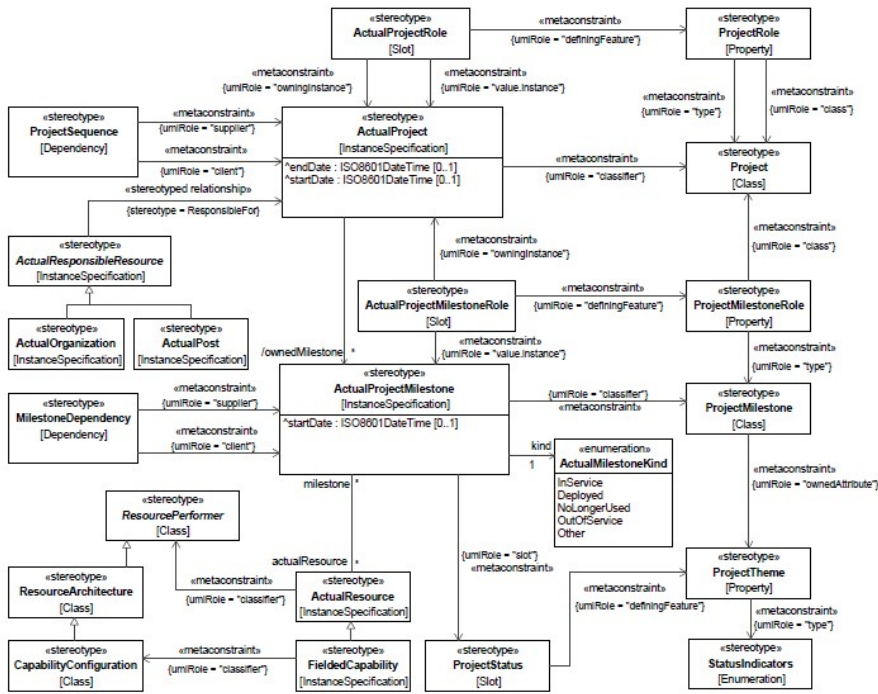 «stereotype»
ActualProjectRole
[Slot]
«metaconstraint»
{umlRole = "definingFeature"}
«stereotype»
ProjectRole
[Property]
«metaconstraint»
{umlRole = "owningInstance"}
«metaconstraint»
{umlRole = "value.instance"}
«metaconstraint»
{umlRole = "type"}
«metaconstraint»
{umlRole = "class"}
«stereotype»
ProjectSequence
[Dependency]
«metaconstraint»
{umlRole = "supplier"}
«metaconstraint»
{umlRole = "client"}
«stereotype»
ActualProject
[InstanceSpecification]
^endDate : ISO8601DateTime [0..1]
^startDate : ISO8601DateTime [0..1]
«metaconstraint»
{umlRole = "classifier"}
«stereotype»
Project
[Class]
«stereotyped relationship»
{stereotype = ResponsibleFor}
«stereotype»
ActualResponsibleResource
[InstanceSpecification]
«metaconstraint»
{umlRole = "owningInstance"}
«metaconstraint»
{umlRole = "class"}
«stereotype»
ActualProjectMilestoneRole
[Slot]
«metaconstraint»
{umlRole = "definingFeature"}
«stereotype»
ProjectMilestoneRole
[Property]
«stereotype»
ActualOrganization
[InstanceSpecification]
«stereotype»
ActualPost
[InstanceSpecification]
/ownedMilestone
*
«metaconstraint»
{umlRole = "value.instance"}
«metaconstraint»
{umlRole = "type"}
«stereotype»
MilestoneDependency
[Dependency]
«metaconstraint»
{umlRole = "supplier"}
«metaconstraint»
{umlRole = "client"}
«stereotype»
ActualProjectMilestone
[InstanceSpecification]
^startDate : ISO8601DateTime [0..1]
{umlRole = "classifier"}
«metaconstraint»
«stereotype»
ProjectMilestone
[Class]
kind
1
«enumeration»
ActualMilestoneKind
InService
Deployed
NoLongerUsed
OutOfService
Other
«metaconstraint»
{umlRole = "ownedAttribute"}
milestone
*
«stereotype»
ResourcePerformer
[Class]
actualResource
*
{umlRole = "slot"}
«metaconstraint»
«stereotype»
ResourceArchitecture
[Class]
«metaconstraint»
{umlRole = "classifier"}
«stereotype»
ActualResource
[InstanceSpecification]
«metaconstraint»
{umlRole = "definingFeature"}
«stereotype»
ProjectTheme
[Property]
«metaconstraint»
{umlRole = "type"}
«stereotype»
CapabilityConfiguration
[Class]
«metaconstraint»
{umlRole = "classifier"}
«stereotype»
FieldedCapability
[InstanceSpecification]
«stereotype»
ProjectStatus
[Slot]
«stereotype»
StatusIndicators
[Enumeration]